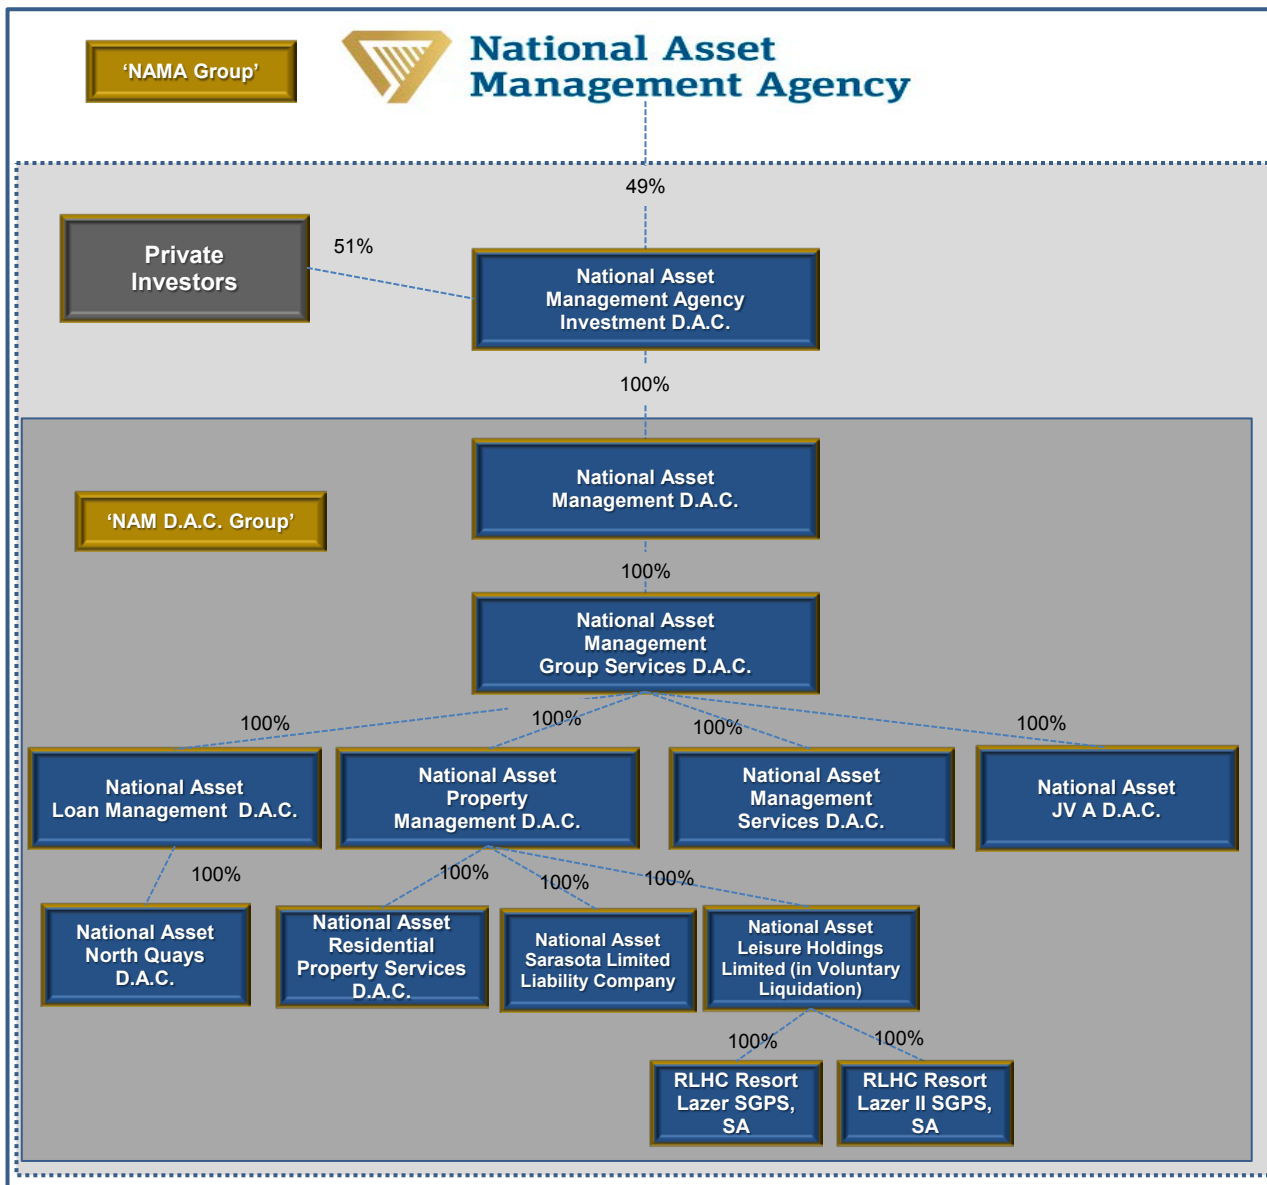 ‘NAMA Group’
National Asset
Management Agency
49%
Private
Investors
51%
National Asset
Management Agency
Investment D.A.C.
100%
National Asset
Management D.A.C.
‘NAM D.A.C. Group’
100%
National Asset
Management
Group Services D.A.C.
100%
100%
100%
100%
National Asset
Loan Management D.A.C.
National Asset
Property
Management D.A.C.
National Asset
Management
Services D.A.C.
National Asset
JV A D.A.C.
100%
100%
100%
100%
National Asset
North Quays
D.A.C.
National Asset
Residential
Property Services
D.A.C.
National Asset
Sarasota Limited
Liability Company
National Asset
Leisure Holdings
Limited (in Voluntary
Liquidation)
100%
100%
RLHC Resort
Lazer SGPS,
SA
RLHC Resort
Lazer II SGPS,
SA